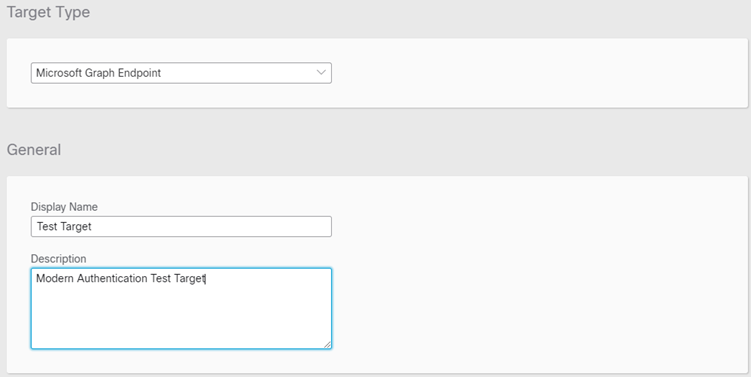 Target Type
Microsoft Graph Endpoint
General
Display Name
Test Target
Description
Modern Authentication Test Target